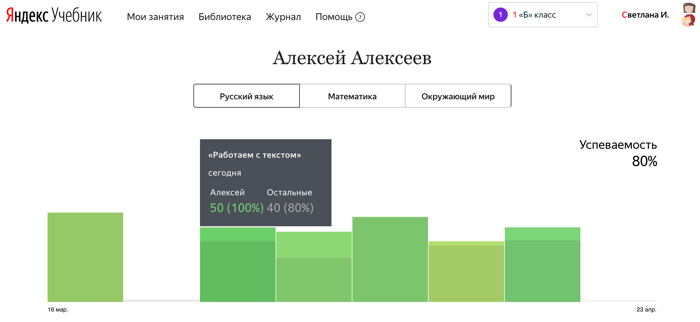 Яндекс Учебник
Мои занятия Библиотека Журнал Помощь ?
1 1 «Б» класс
Светлана И.
Алексей Алексеев
Русский язык Математика Окружающий мир
Успеваемость
80%
«Работаем с текстом»
сегодня
Алексей Остальные
50 (100%) 40 (80%)
16 мар. 23 апр.